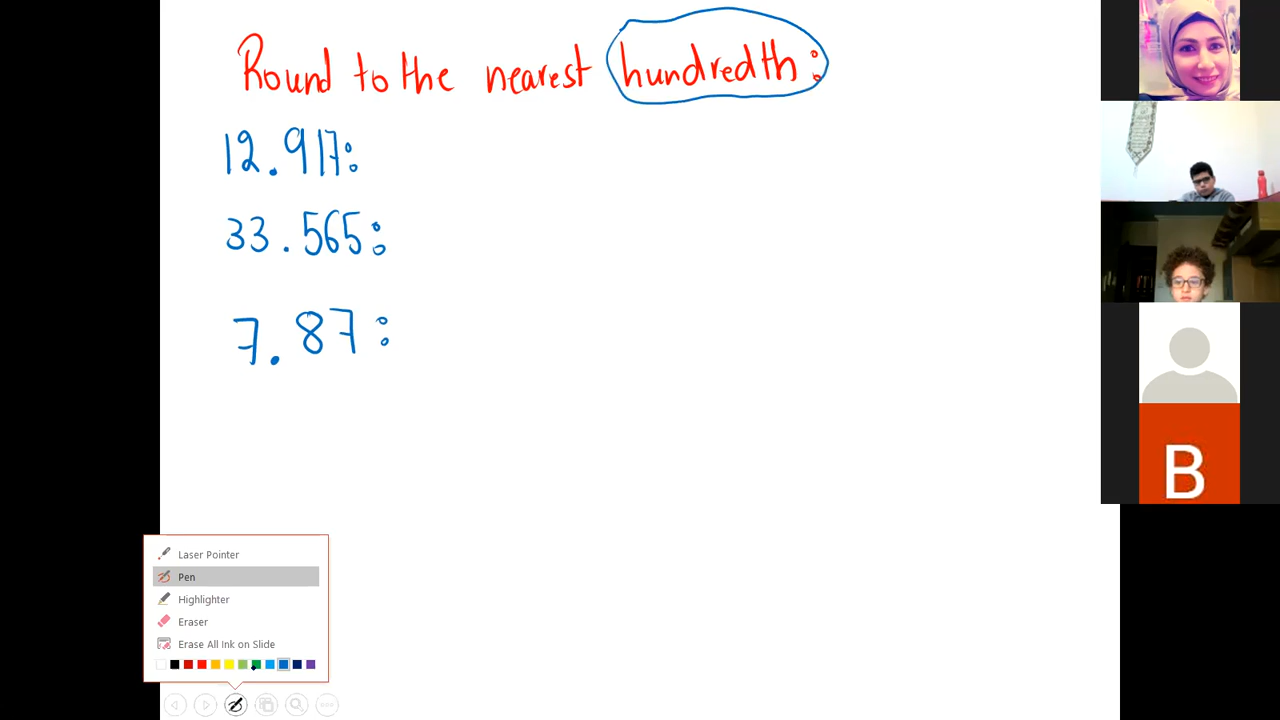 Round to the nearest hundredth:
12.917:
33.565:
7.87:
B
Laser Pointer
Pen
Highlighter
Eraser
Erase All Ink on Slide